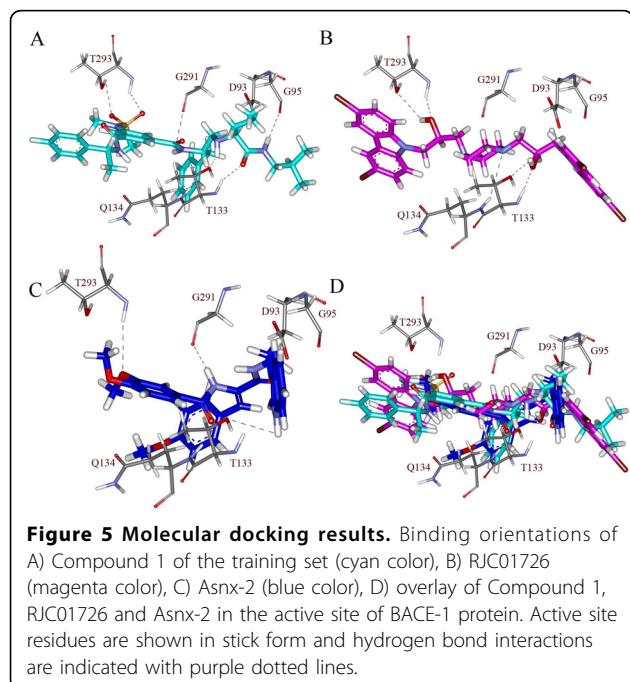 A
T293
G291
D93
G95
Q134
T133
B
T293
G291
D93
G95
Q134
T133
C
T293
G291
D93
G95
Q134
T133
D
T293
G291
D93
G95
Q134
T133
Figure 5 Molecular docking results. Binding orientations of
A) Compound 1 of the training set (cyan color), B) RJC01726
(magenta color), C) Asnx-2 (blue color), D) overlay of Compound 1,
RJC01726 and Asnx-2 in the active site of BACE-1 protein. Active site
residues are shown in stick form and hydrogen bond interactions
are indicated with purple dotted lines.